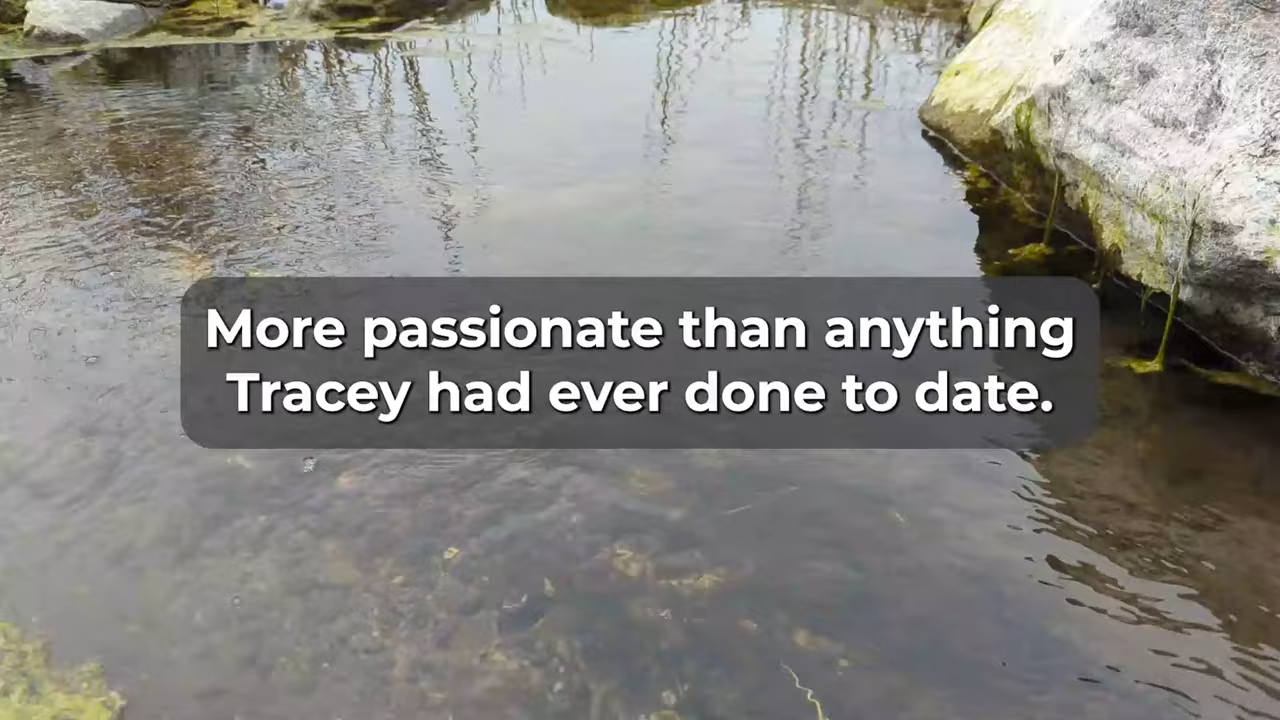 More passionate than anything
Tracey had ever done to date.